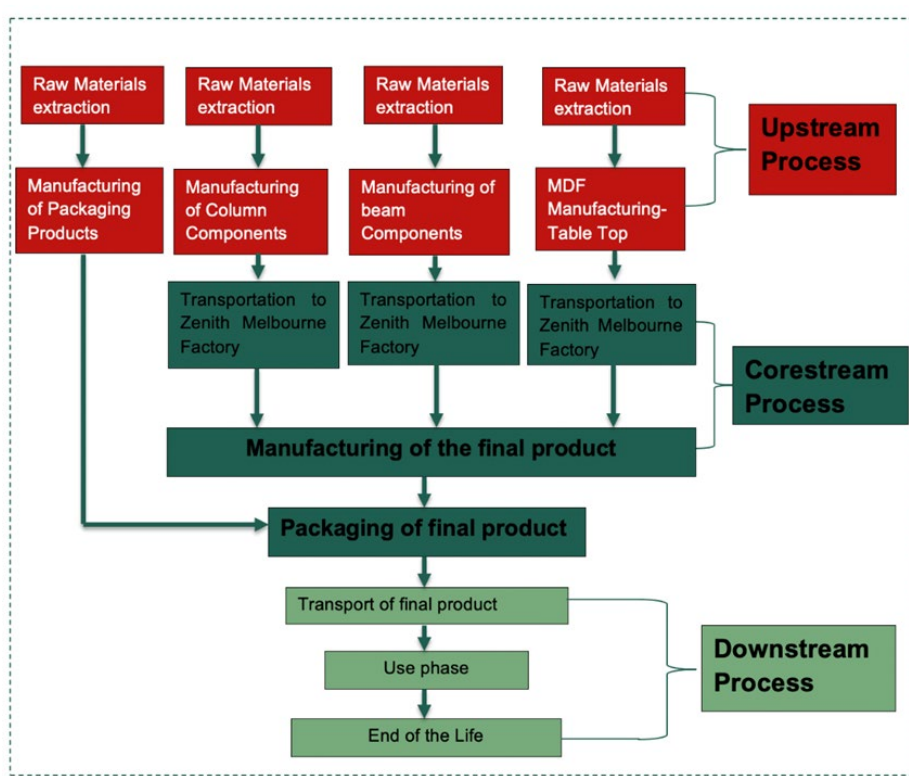 Raw Materials
extraction
Raw Materials
extraction
Raw Materials
extraction
Raw Materials
extraction
Upstream
Process
Manufacturing
of Packaging
Products
Manufacturing
of Column
Components
Manufacturing of
beam
Components
MDF
Manufacturing-
Table Top
Transportation to
Zenith Melbourne
Factory
Transportation to
Zenith Melbourne
Factory
Transportation to
Zenith Melbourne
Factory
Corestream
Process
Manufacturing of the final product
Packaging of final product
Transport of final product
Use phase
End of the Life
Downstream
Process